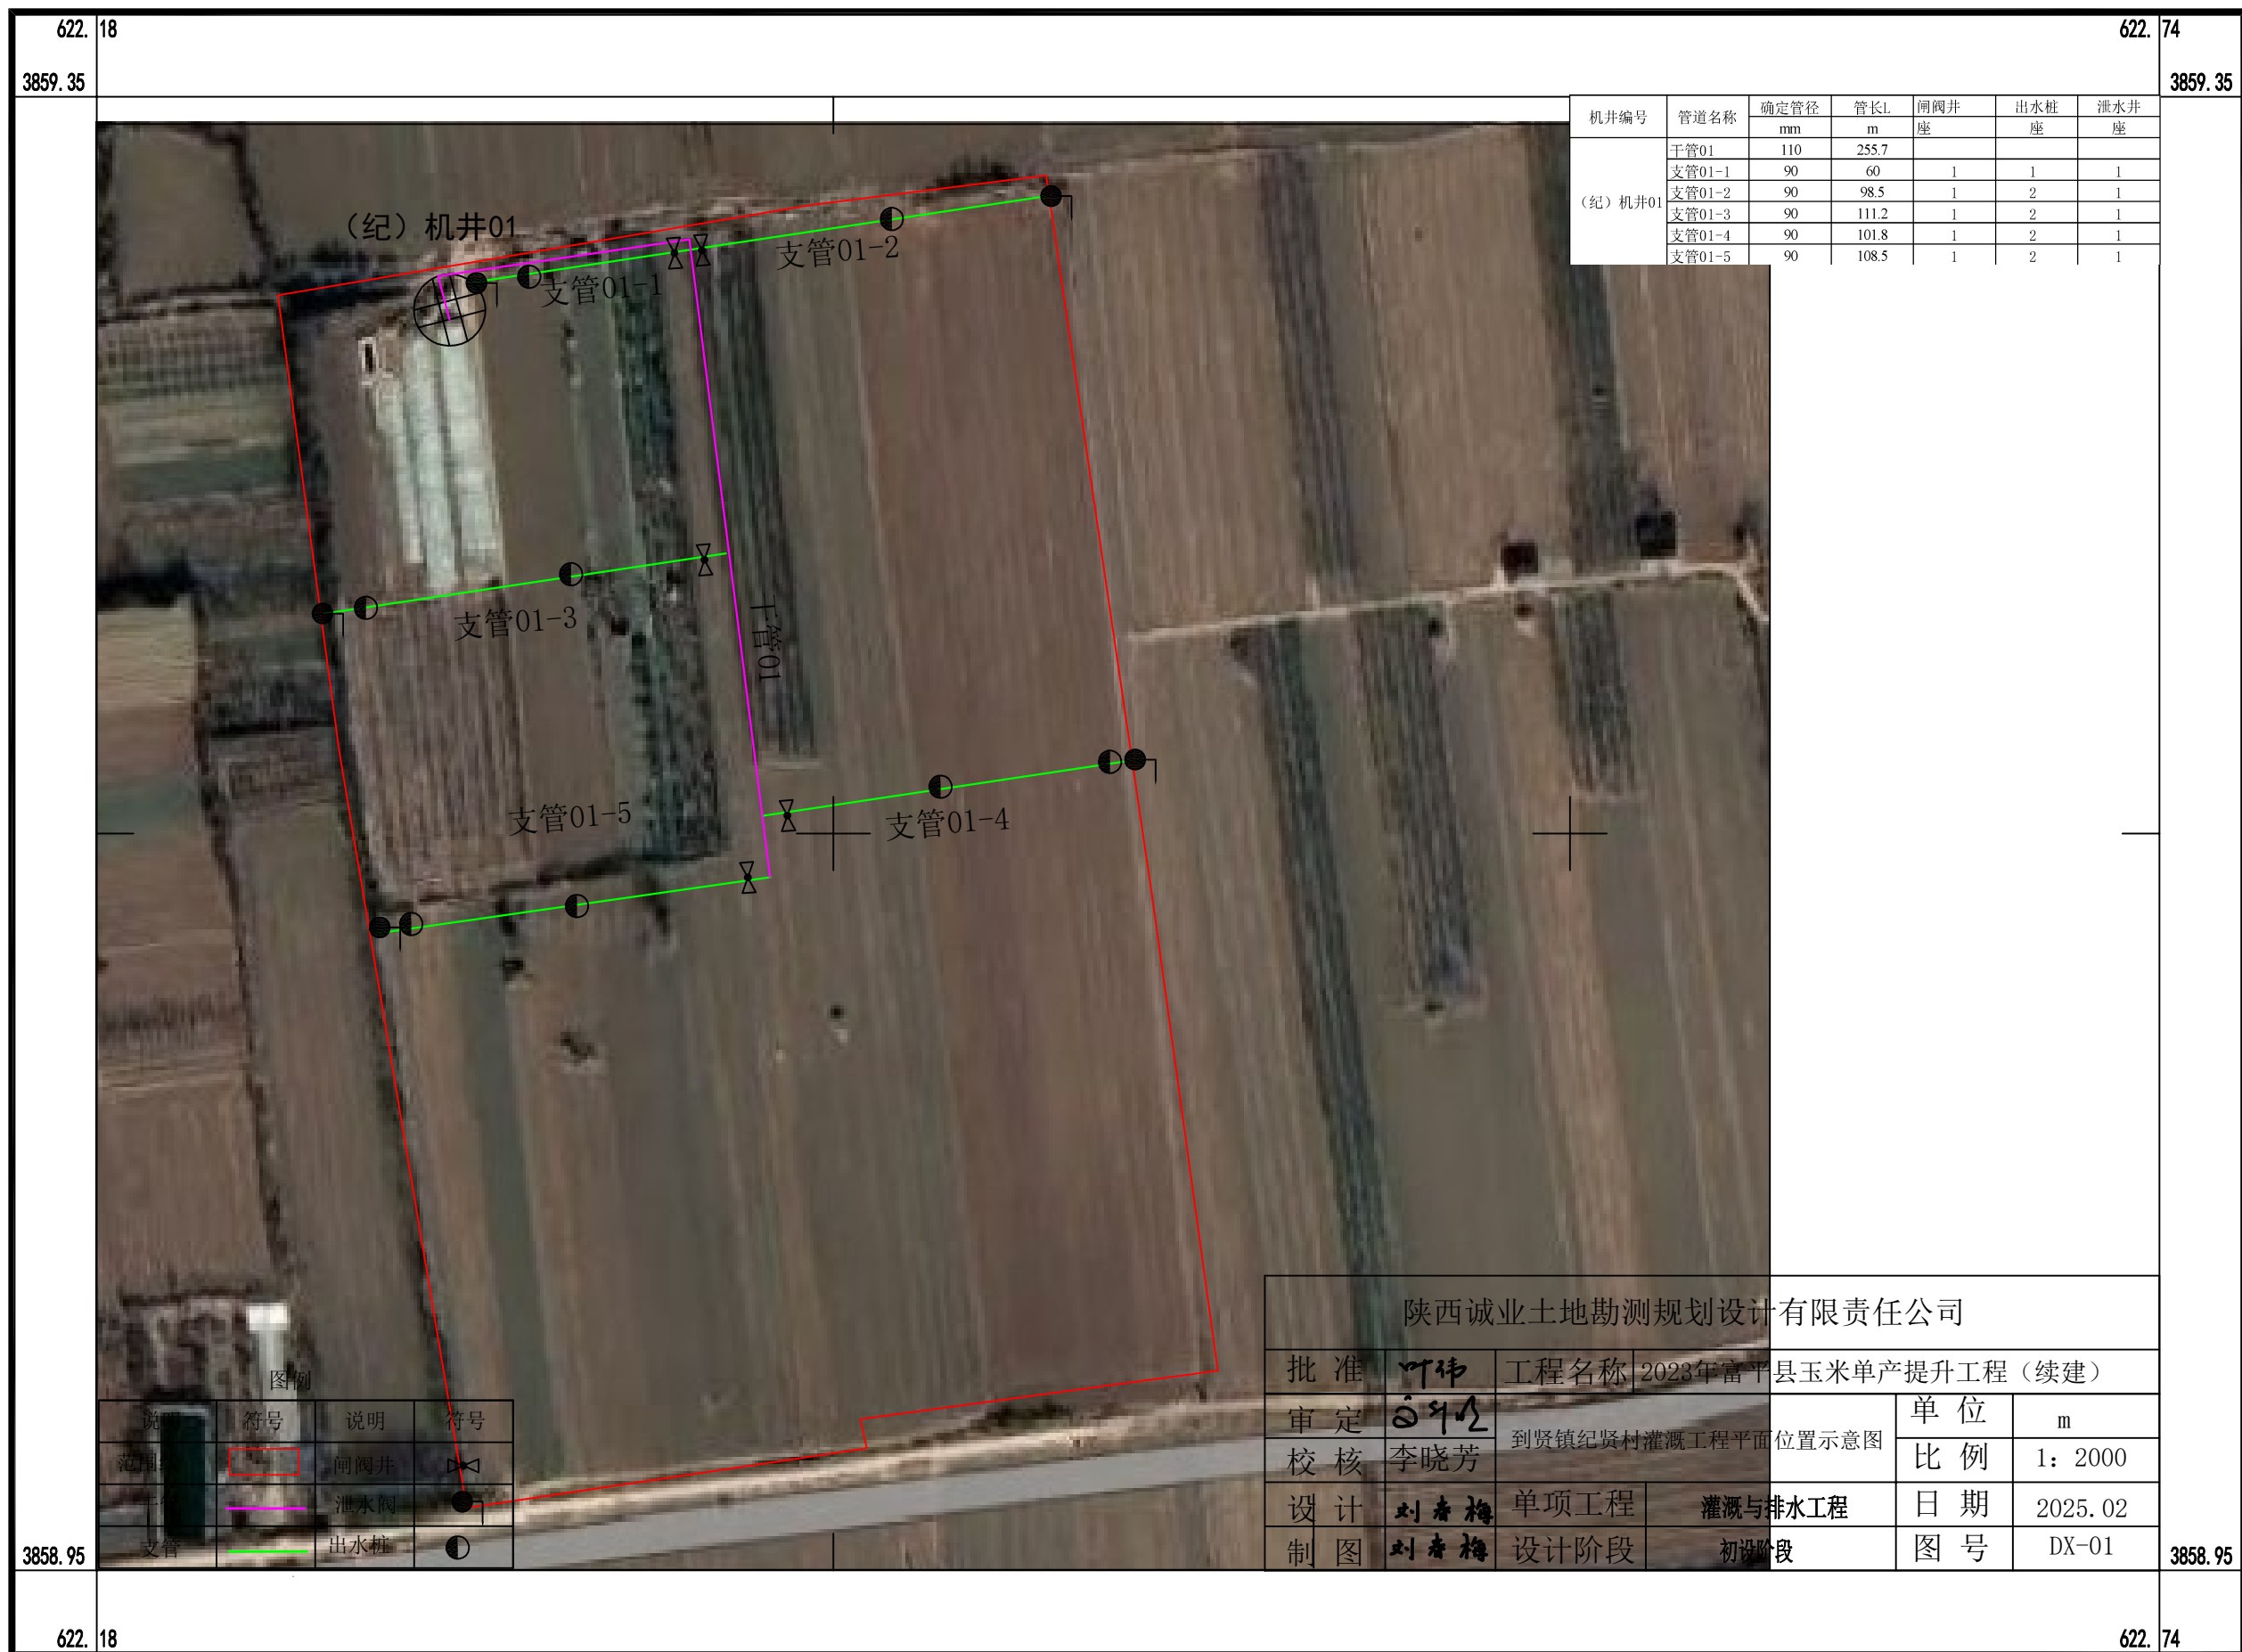 622. 18
622. 74
3859.35
3859.35
机井编号 管道名称 确定管径 管长L 闸阀井 出水桩 泄水井
mm m 座 座 座
(纪)机井01
干管01 110 255.7
支管01-1 90 60 1 1 1
支管01-2 90 98.5 1 2 1
支管01-3 90 111.2 1 2 1
支管01-4 90 101.8 1 2 1
支管01-5 90 108.5 1 2 1
(纪)机井01
支管01-2
支管01-1
支管01-3
干管01
支管01-5
支管01-4
图例
说明 符号 说明 符号
范围线 闸阀井
干管 泄水阀
支管 出水桩
陕西诚业土地勘测规划设计有限责任公司
批准 叶祎 工程名称 2023年富平县玉米单产提升工程（续建）
审定 到贤镇纪贤村灌溉工程平面位置示意图 单位 m
校核 李晓芳 比例 1: 2000
设计 刘春梅 单项工程 灌溉与排水工程 日期 2025.02
制图 刘春梅 设计阶段 初设阶段 图号 DX-01
3858.95
3858.95
622. 18
622. 74